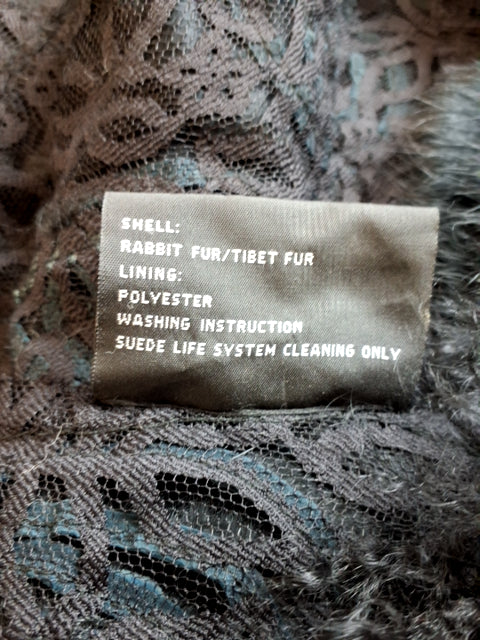 SHELL:
RABBIT FUR/TIBET FUR
LINING:
POLYESTER
WASHING INSTRUCTION
SUEDE LIFE SYSTEM CLEANING ONLY